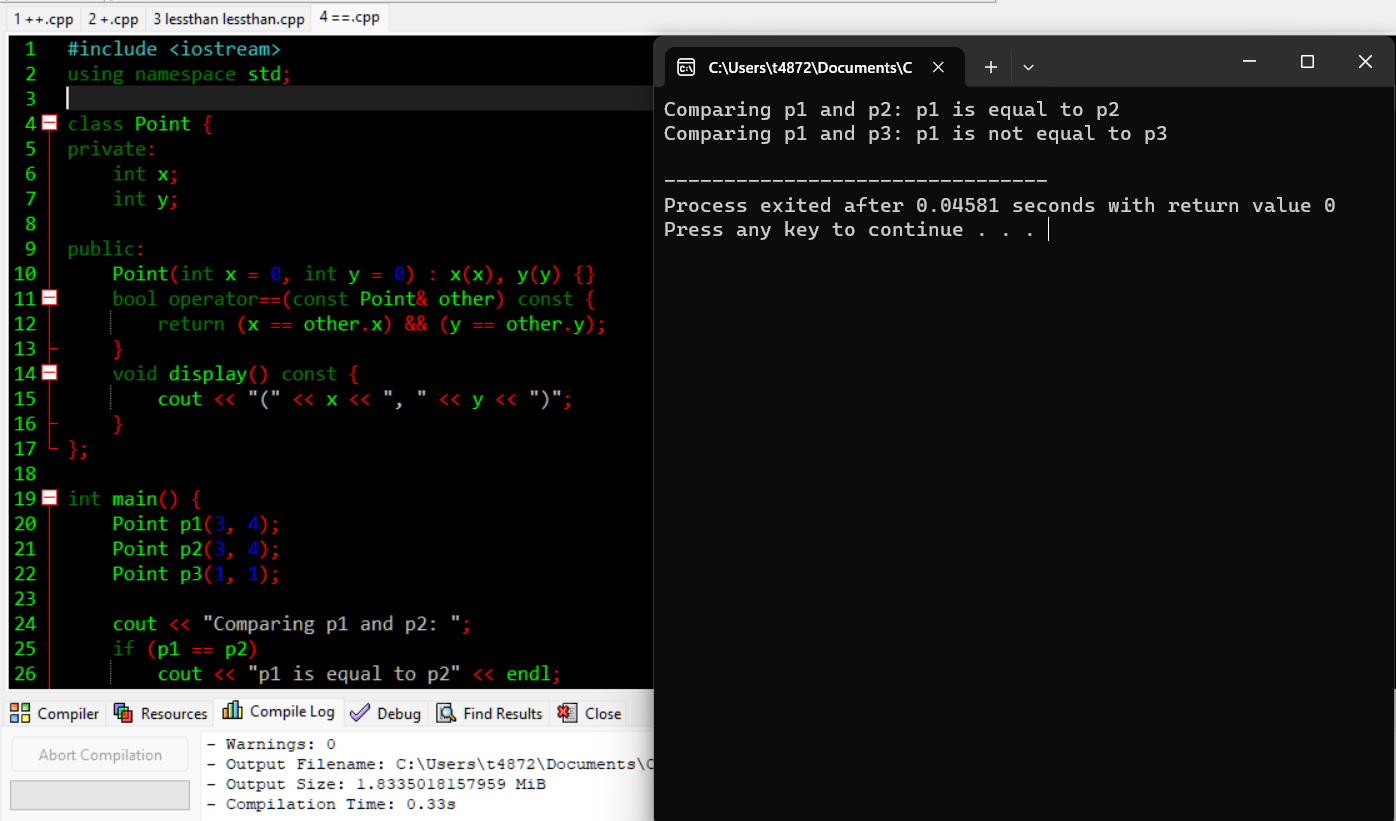 1 ++.cpp 2 +.cpp 3 lessthan lessthan.cpp 4 ==.cpp
1 #include <iostream>
2 using namespace std;
3
4 class Point {
5 private:
6     int x;
7     int y;
8
9 public:
10     Point(int x = 0, int y = 0) : x(x), y(y) {}
11     bool operator==(const Point& other) const {
12         return (x == other.x) && (y == other.y);
13     }
14     void display() const {
15         cout << "(" << x << ", " << y << ")";
16     }
17 };
18
19 int main() {
20     Point p1(3, 4);
21     Point p2(3, 4);
22     Point p3(1, 1);
23
24     cout << "Comparing p1 and p2: ";
25     if (p1 == p2)
26         cout << "p1 is equal to p2" << endl;
C:\Users\t4872\Documents\C
Comparing p1 and p2: p1 is equal to p2
Comparing p1 and p3: p1 is not equal to p3
--------------------------------
Process exited after 0.04581 seconds with return value 0
Press any key to continue . . .
Compiler Resources Compile Log Debug Find Results Close
Abort Compilation
- Warnings: 0
- Output Filename: C:\Users\t4872\Documents\C
- Output Size: 1.8335018157959 MiB
- Compilation Time: 0.33s